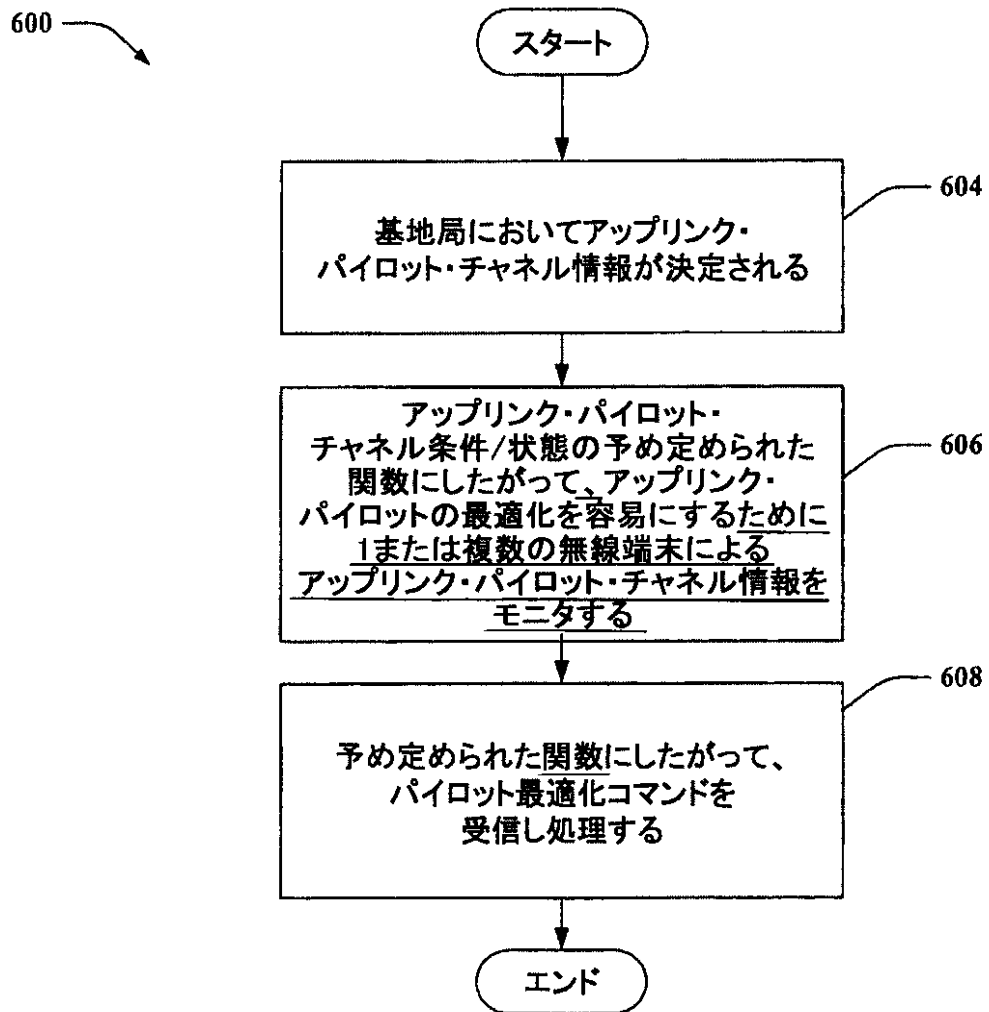 600
スタート
604
基地局においてアップリンク・
パイロット・チャネル情報が決定される
アップリンク・パイロット・
チャネル条件/状態の予め定められた
関数にしたがって、アップリンク・
パイロットの最適化を容易にするために
1または複数の無線端末による
アップリンク・パイロット・チャネル情報を
モニタする
606
608
予め定められた関数にしたがって、
パイロット最適化コマンドを
受信し処理する
エンド